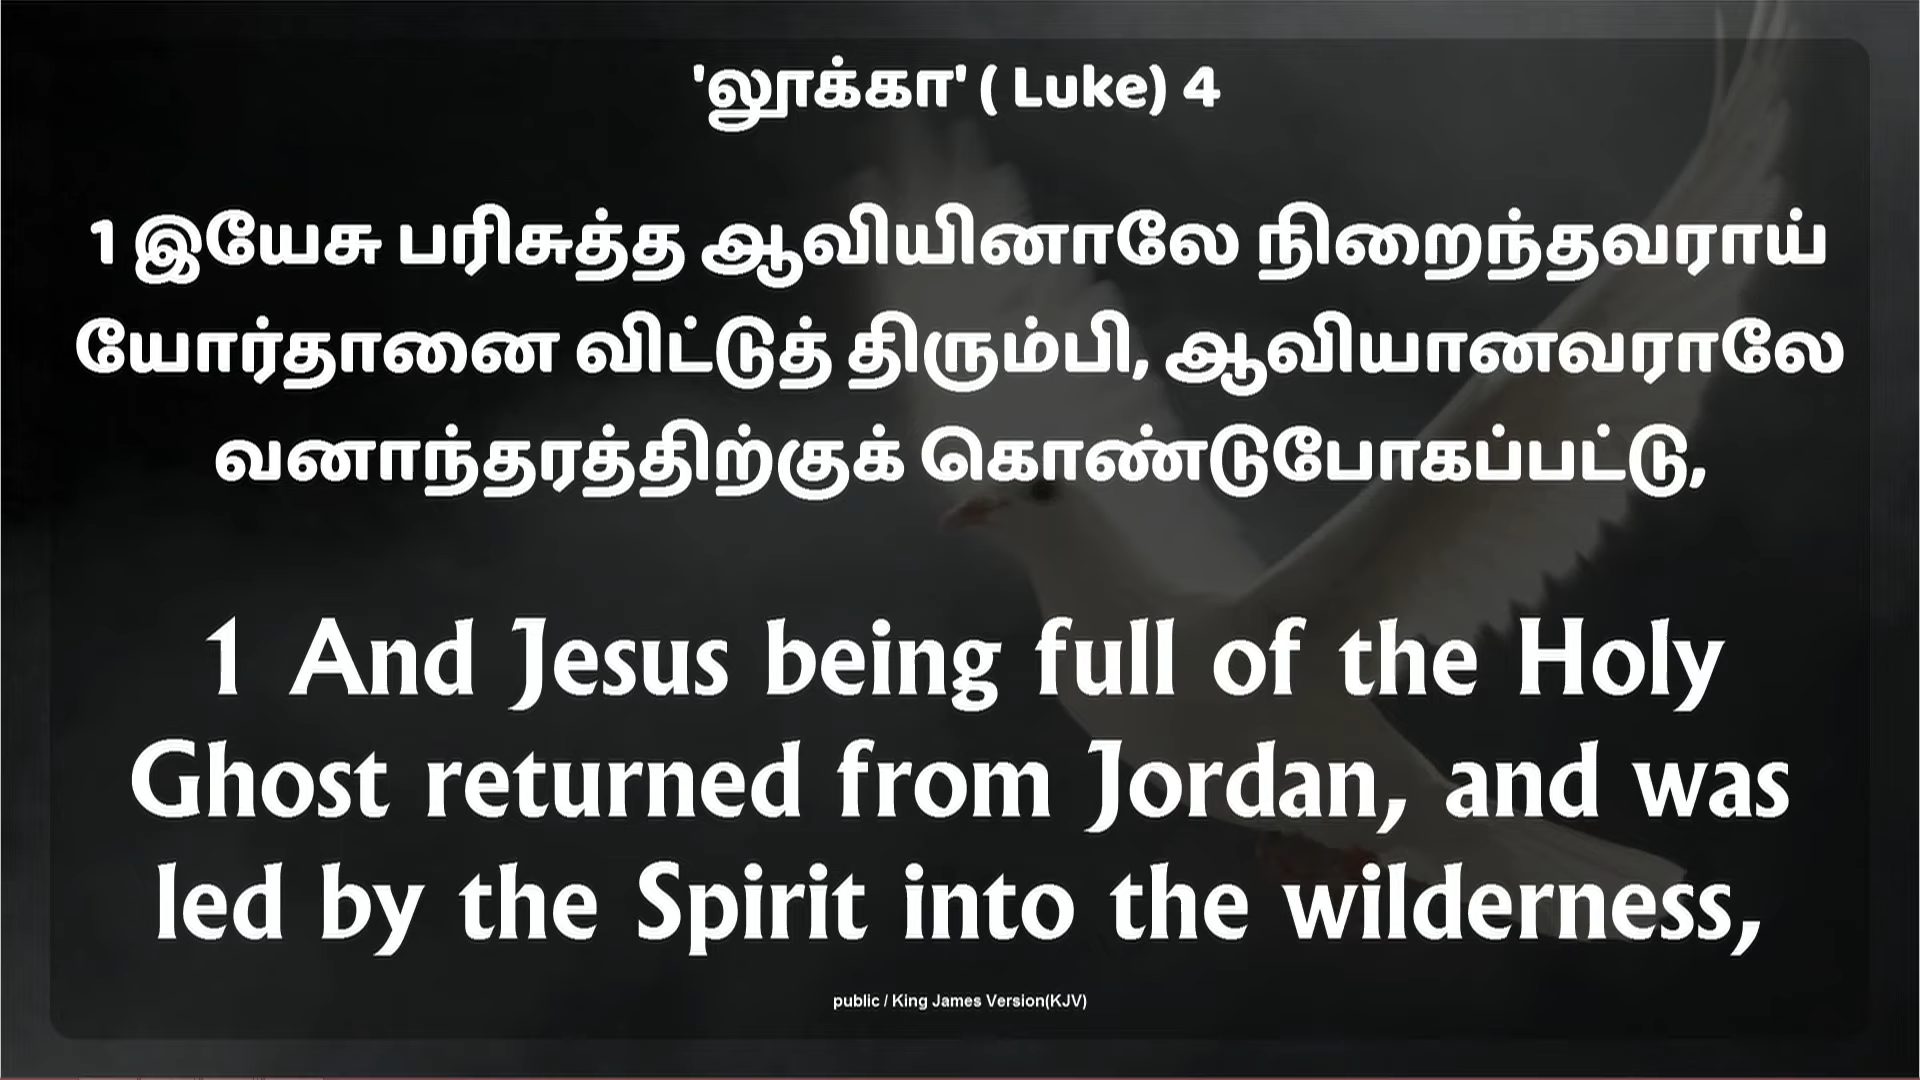 'லூக்கா' ( Luke) 4
1 இயேசு பரிசுத்த ஆவியினாலே நிறைந்தவராய்
யோர்தானை விட்டுத் திரும்பி, ஆவியானவராலே
வனாந்தரத்திற்குக் கொண்டுபோகப்பட்டு,
1 And Jesus being full of the Holy
Ghost returned from Jordan, and was
led by the Spirit into the wilderness,
public / King James Version(KJV)